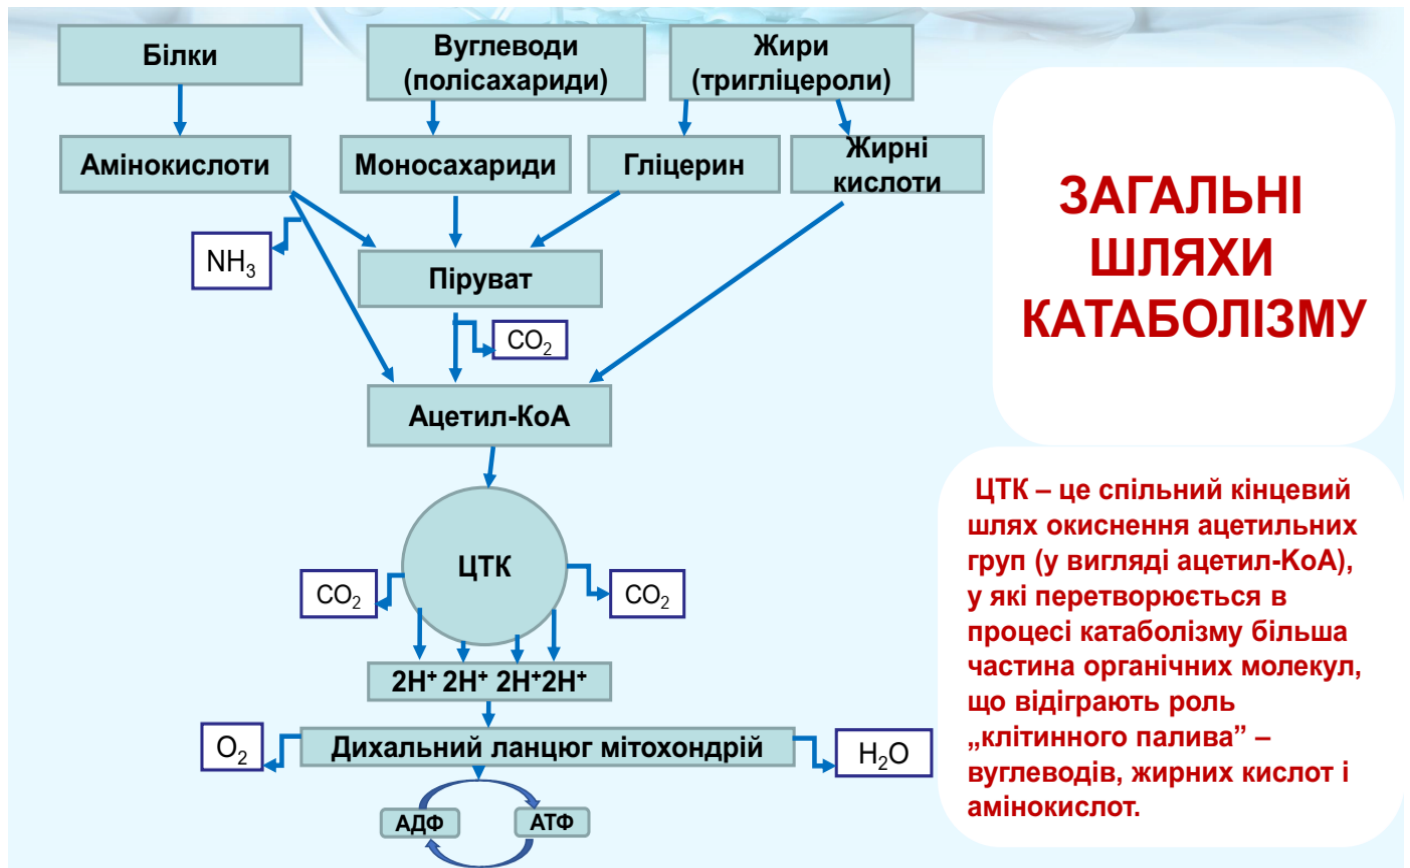 Білки
Вуглеводи
(полісахариди)
Жири
(тригліцероли)
Амінокислоти
Моносахариди
Гліцерин
Жирні
кислоти
NH₃
Піруват
CO₂
Ацетил-КоА
ЦТК
CO₂
CO₂
2H⁺ 2H⁺ 2H⁺2H⁺
O₂
Дихальний ланцюг мітохондрій
H₂O
АДФ
АТФ
ЗАГАЛЬНІ
ШЛЯХИ
КАТАБОЛІЗМУ
ЦТК – це спільний кінцевий
шлях окиснення ацетильних
груп (у вигляді ацетил-КоА),
у які перетворюється в
процесі катаболізму більша
частина органічних молекул,
що відіграють роль
„клітинного палива” –
вуглеводів, жирних кислот і
амінокислот.